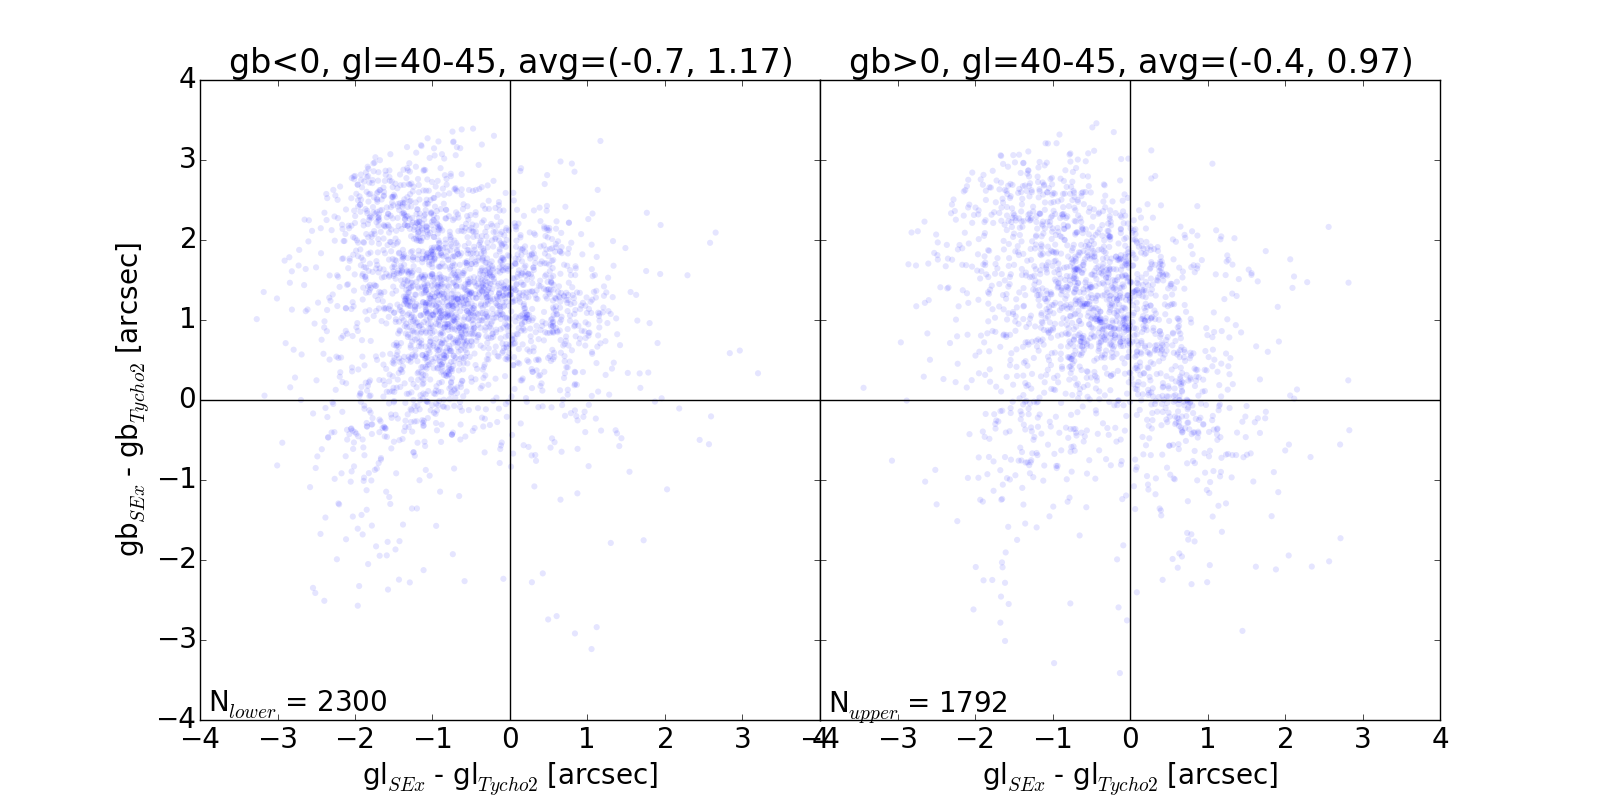 gb<0, gl=40-45, avg=(-0.7, 1.17)
gb>0, gl=40-45, avg=(-0.4, 0.97)
4
3
2
1
0
−1
−2
−3
−4
gb_SEx - gb_Tycho2 [arcsec]
N_lower = 2300
N_upper = 1792
−4 −3 −2 −1 0 1 2 3 4
−4 −3 −2 −1 0 1 2 3 4
gl_SEx - gl_Tycho2 [arcsec]
gl_SEx - gl_Tycho2 [arcsec]